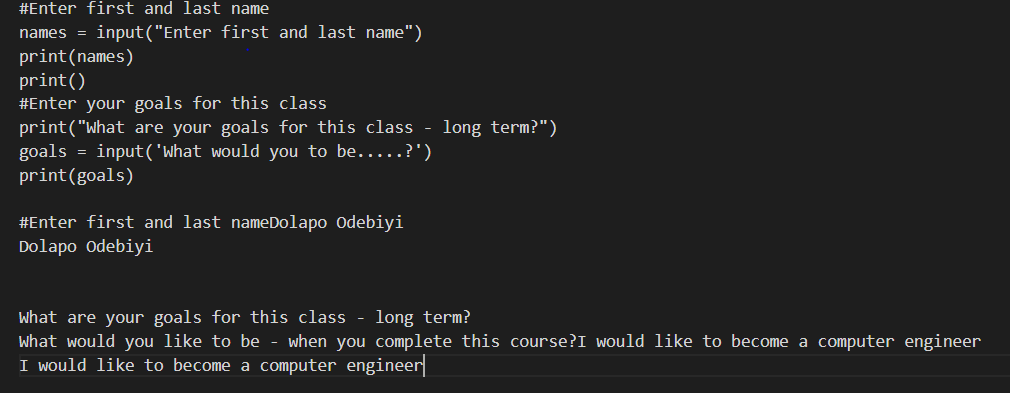 #Enter first and last name
names = input("Enter first and last name")
print(names)
print()
#Enter your goals for this class
print("What are your goals for this class - long term?")
goals = input('What would you to be.....?')
print(goals)
#Enter first and last nameDolapo Odebiyi
Dolapo Odebiyi
What are your goals for this class - long term?
What would you like to be - when you complete this course?I would like to become a computer engineer
I would like to become a computer engineer